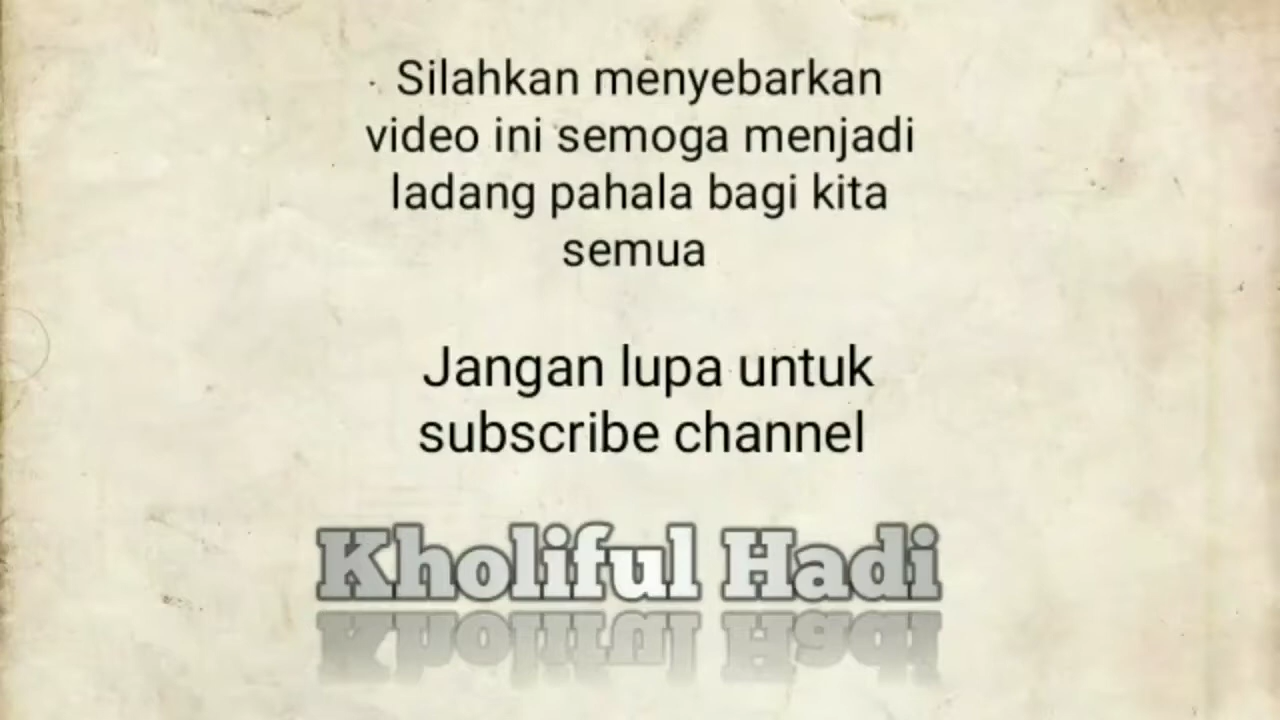 Silahkan menyebarkan
video ini semoga menjadi
ladang pahala bagi kita
semua
Jangan lupa untuk
subscribe channel
Kholiful Hadi